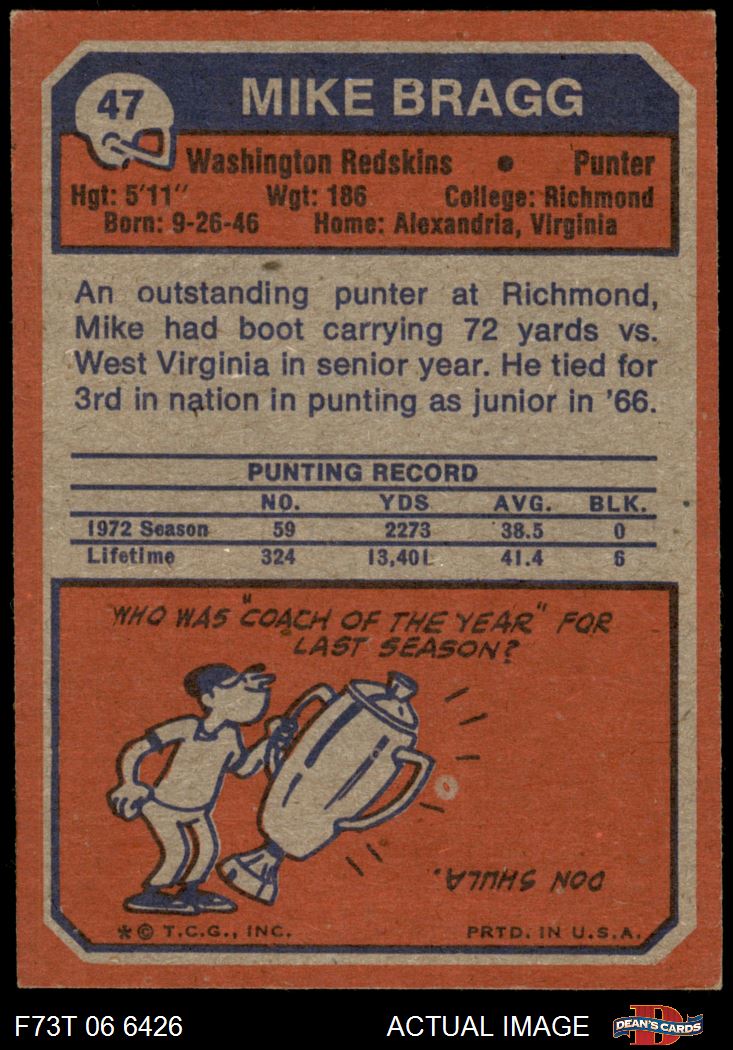 47
MIKE BRAGG
Washington Redskins • Punter
Hgt: 5'11" Wgt: 186 College: Richmond
Born: 9-26-46 Home: Alexandria, Virginia
An outstanding punter at Richmond,
Mike had boot carrying 72 yards vs.
West Virginia in senior year. He tied for
3rd in nation in punting as junior in '66.
PUNTING RECORD
NO. YDS AVG. BLK.
1972 Season 59 2273 38.5 0
Lifetime 324 13,401 41.4 6
WHO WAS "COACH OF THE YEAR" FOR
LAST SEASON?
DON SHULA.
*© T.C.G., INC. PRTD. IN U.S.A.
F73T 06 6426 ACTUAL IMAGE
D
DEAN'S CARDS